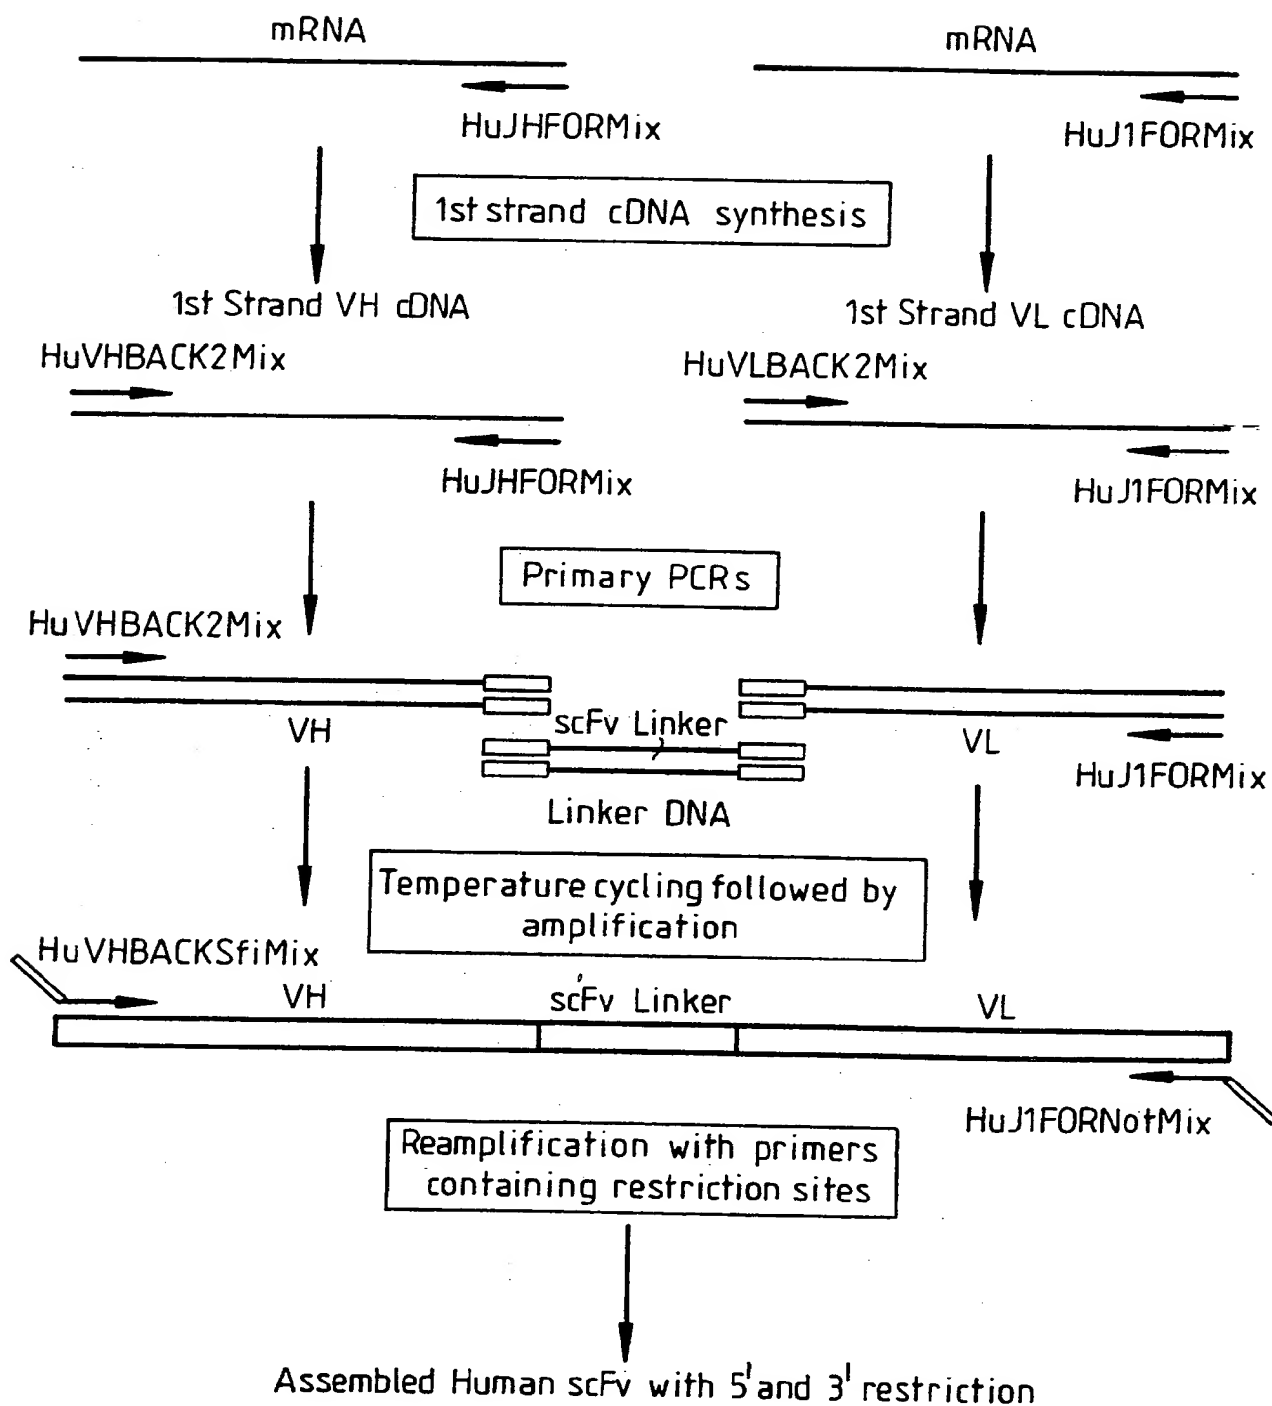 mRNA
mRNA
HuJHFORMix
HuJ1FORMix
1st strand cDNA synthesis
1st Strand VH cDNA
1st Strand VL cDNA
HuVHBACK2Mix
HuVLBACK2Mix
HuJHFORMix
HuJ1FORMix
Primary PCRs
HuVHBACK2Mix
VH
scFv Linker
VL
HuJ1FORMix
Linker DNA
Temperature cycling followed by
amplification
HuVHBACKSfiMix
VH
scFv Linker
VL
HuJ1FORNotMix
Reamplification with primers
containing restriction sites
Assembled Human scFv with 5' and 3' restriction